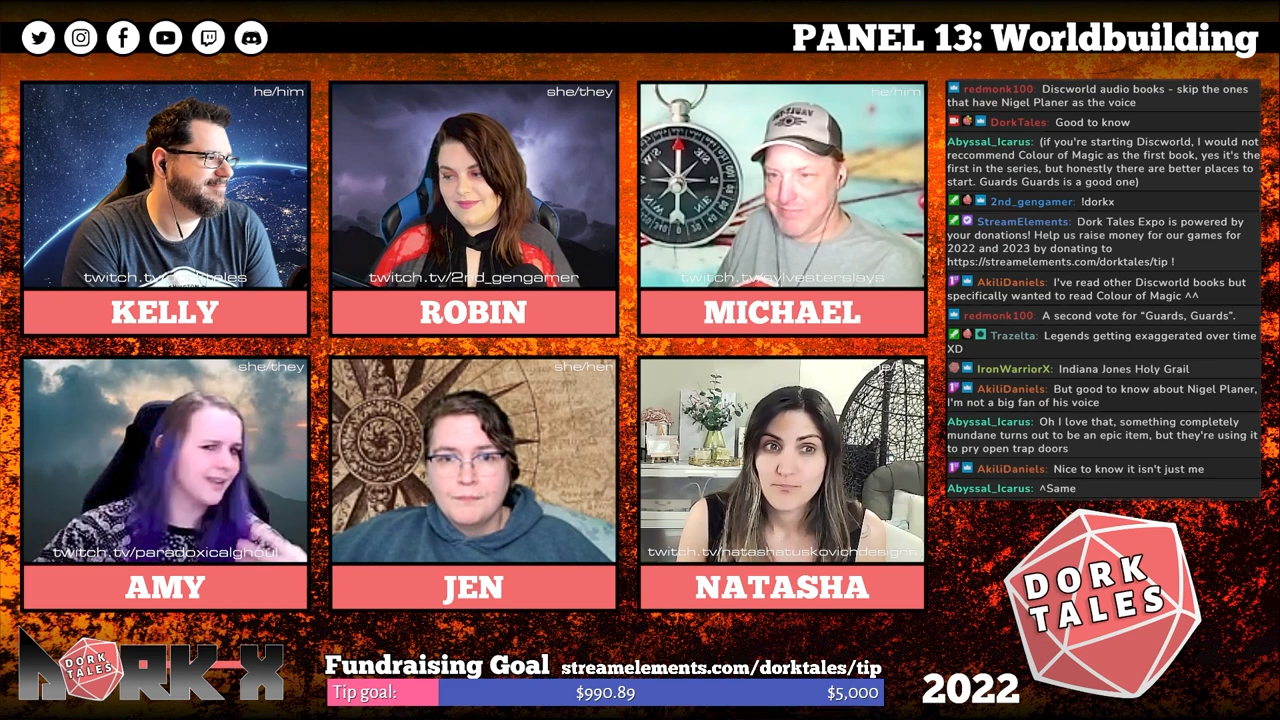 PANEL 13: Worldbuilding
he/him
twitch.tv/dorktales
KELLY
she/they
twitch.tv/2nd_gengamer
ROBIN
he/him
twitch.tv/sylvesterslays
MICHAEL
she/they
twitch.tv/paradoxicalghoul
AMY
she/her
JEN
twitch.tv/natashatuskovichdesigns
NATASHA
redmonk100: Discworld audio books - skip the ones
that have Nigel Planer as the voice
DorkTales: Good to know
Abyssal_Icarus: (if you're starting Discworld, I would not
reccommend Colour of Magic as the first book, yes it's the
first in the series, but honestly there are better places to
start. Guards Guards is a good one)
2nd_gengamer: !dorkx
StreamElements: Dork Tales Expo is powered by
your donations! Help us raise money for our games for
2022 and 2023 by donating to
https://streamelements.com/dorktales/tip !
AkiliDaniels: I've read other Discworld books but
specifically wanted to read Colour of Magic ^^
redmonk100: A second vote for “Guards, Guards”.
Trazelta: Legends getting exaggerated over time
XD
IronWarriorX: Indiana Jones Holy Grail
AkiliDaniels: But good to know about Nigel Planer,
I'm not a big fan of his voice
Abyssal_Icarus: Oh I love that, something completely
mundane turns out to be an epic item, but they're using it
to pry open trap doors
AkiliDaniels: Nice to know it isn't just me
Abyssal_Icarus: ^Same
DORK
TALES
DORK-X
DORK
TALES
Fundraising Goal streamelements.com/dorktales/tip
Tip goal: $990.89 $5,000
2022